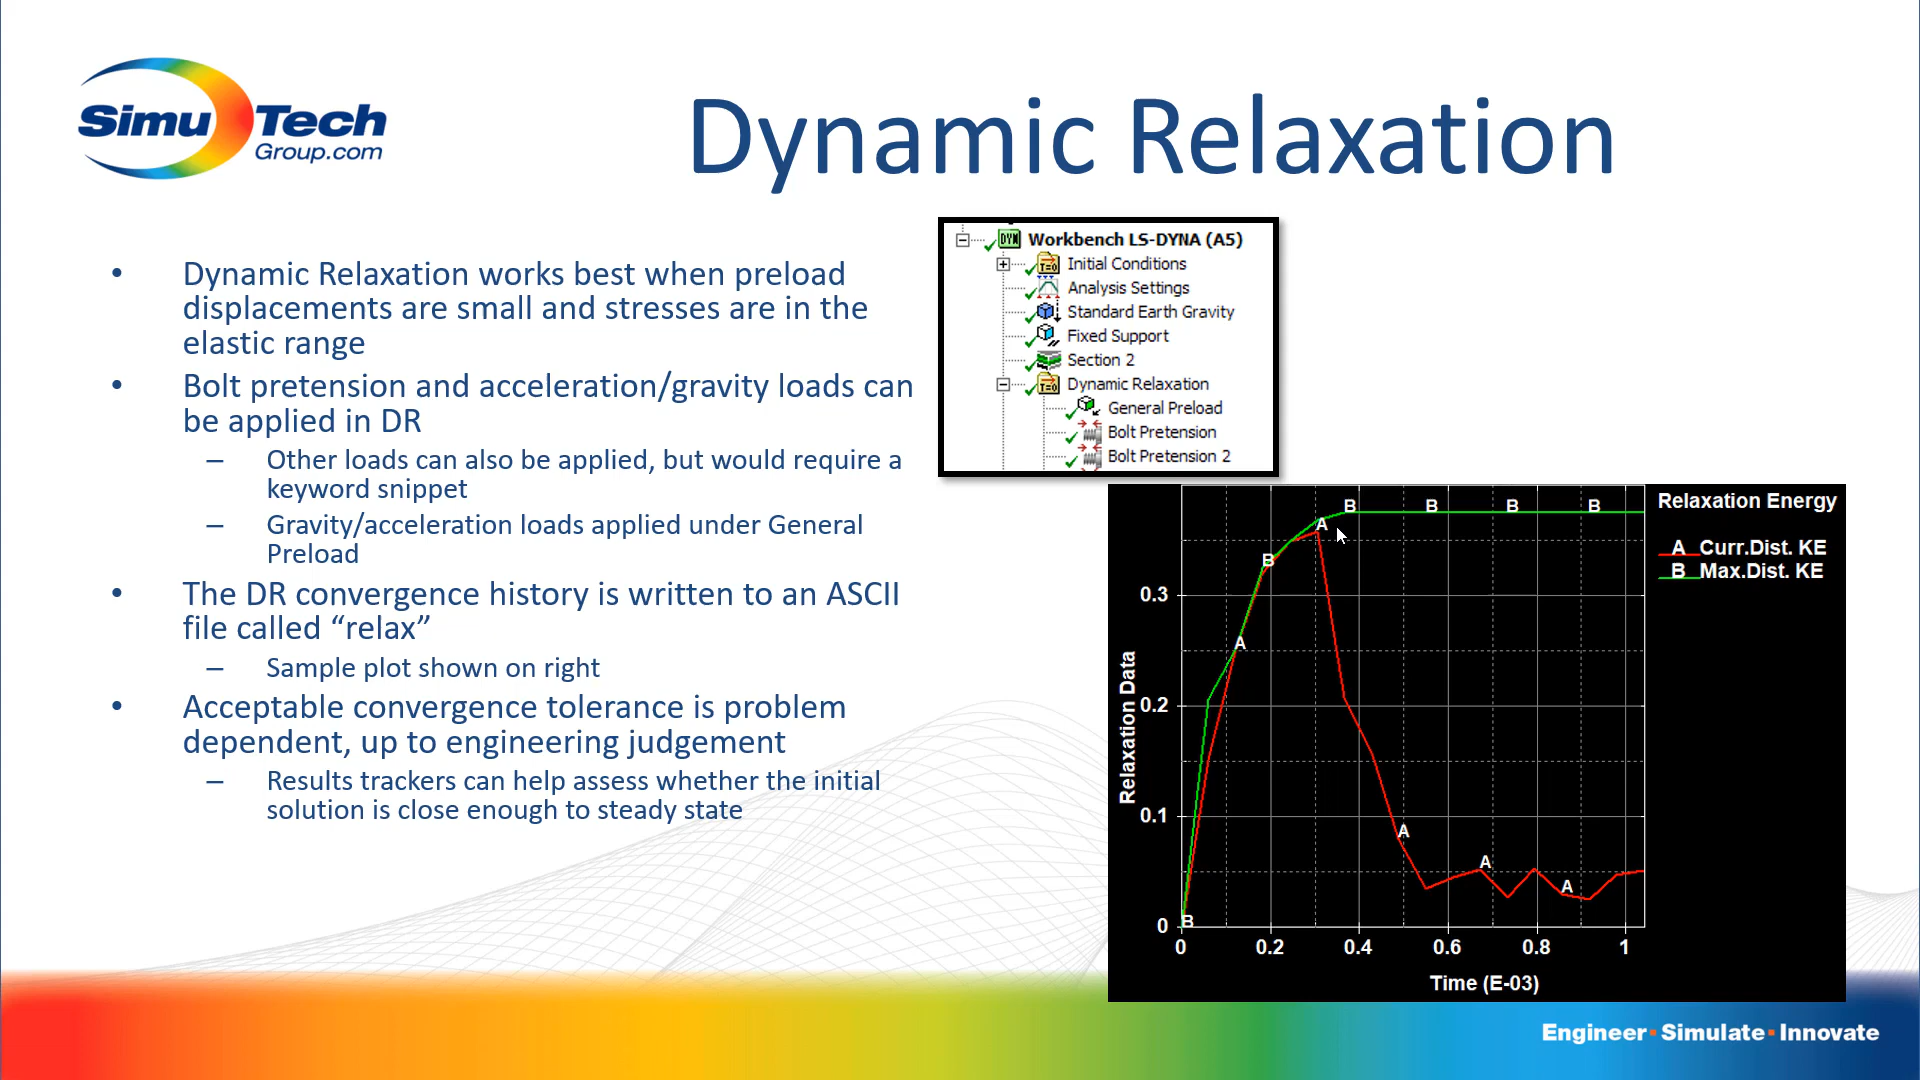 Simu Tech
Group.com
Dynamic Relaxation
• Dynamic Relaxation works best when preload
displacements are small and stresses are in the
elastic range
• Bolt pretension and acceleration/gravity loads can
be applied in DR
– Other loads can also be applied, but would require a
keyword snippet
– Gravity/acceleration loads applied under General
Preload
• The DR convergence history is written to an ASCII
file called “relax”
– Sample plot shown on right
• Acceptable convergence tolerance is problem
dependent, up to engineering judgement
– Results trackers can help assess whether the initial
solution is close enough to steady state
DYN Workbench LS-DYNA (A5)
T=0 Initial Conditions
Analysis Settings
Standard Earth Gravity
Fixed Support
Section 2
T=0 Dynamic Relaxation
General Preload
Bolt Pretension
Bolt Pretension 2
Relaxation Energy
A Curr.Dist. KE
B Max.Dist. KE
B B B B
A
B
A
A
A
A
B
Relaxation Data
0.3
0.2
0.1
0
0 0.2 0.4 0.6 0.8 1
Time (E-03)
Engineer Simulate Innovate